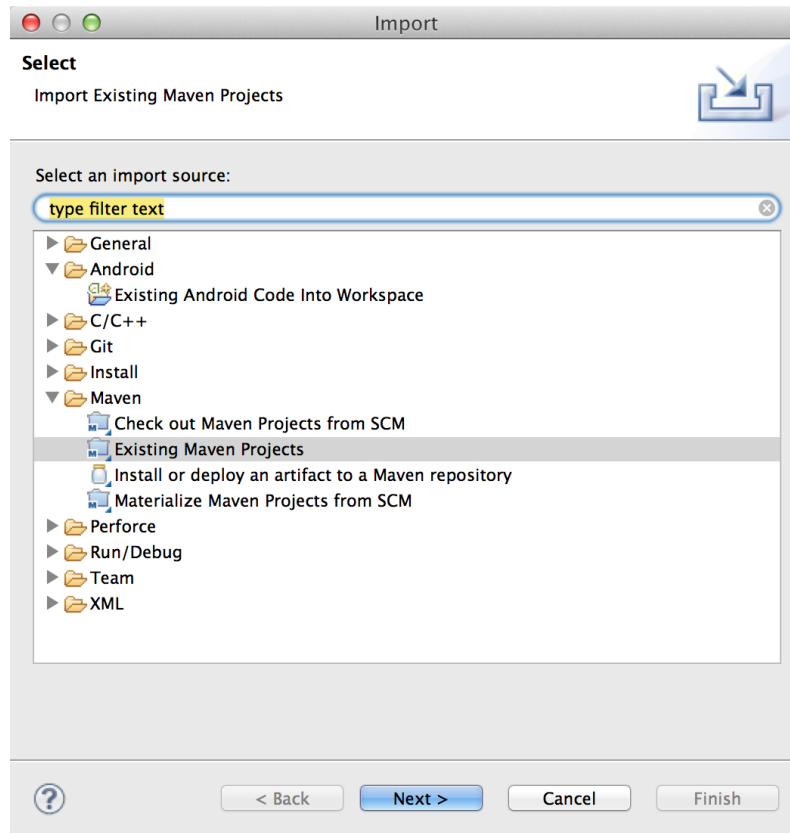 Import
Select
Import Existing Maven Projects
Select an import source:
type filter text
General
Android
Existing Android Code Into Workspace
C/C++
Git
Install
Maven
Check out Maven Projects from SCM
Existing Maven Projects
Install or deploy an artifact to a Maven repository
Materialize Maven Projects from SCM
Perforce
Run/Debug
Team
XML
? < Back Next > Cancel Finish